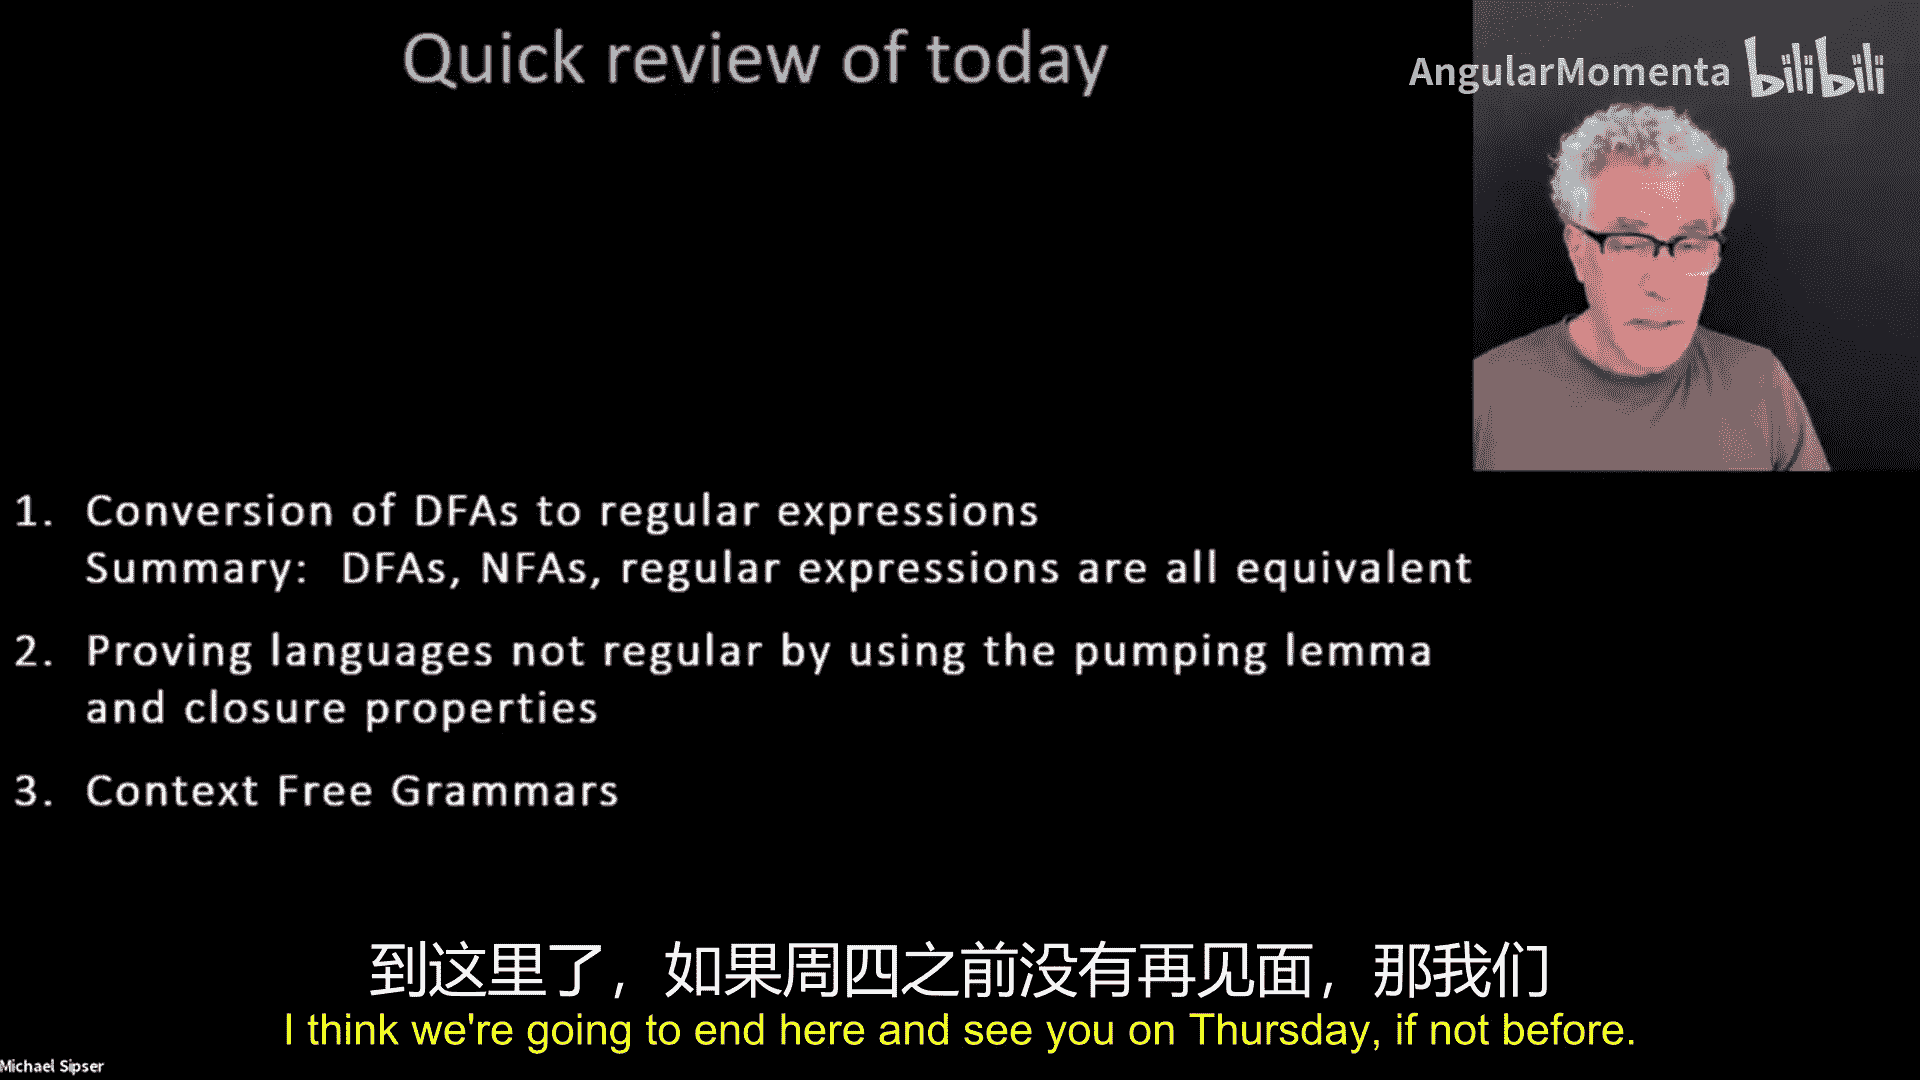 Quick review of today
AngularMomenta bilibili
1. Conversion of DFAs to regular expressions
Summary: DFAs, NFAs, regular expressions are all equivalent
2. Proving languages not regular by using the pumping lemma
and closure properties
3. Context Free Grammars
到这里了，如果周四之前没有再见面，那我们
I think we're going to end here and see you on Thursday, if not before.
Michael Sipser